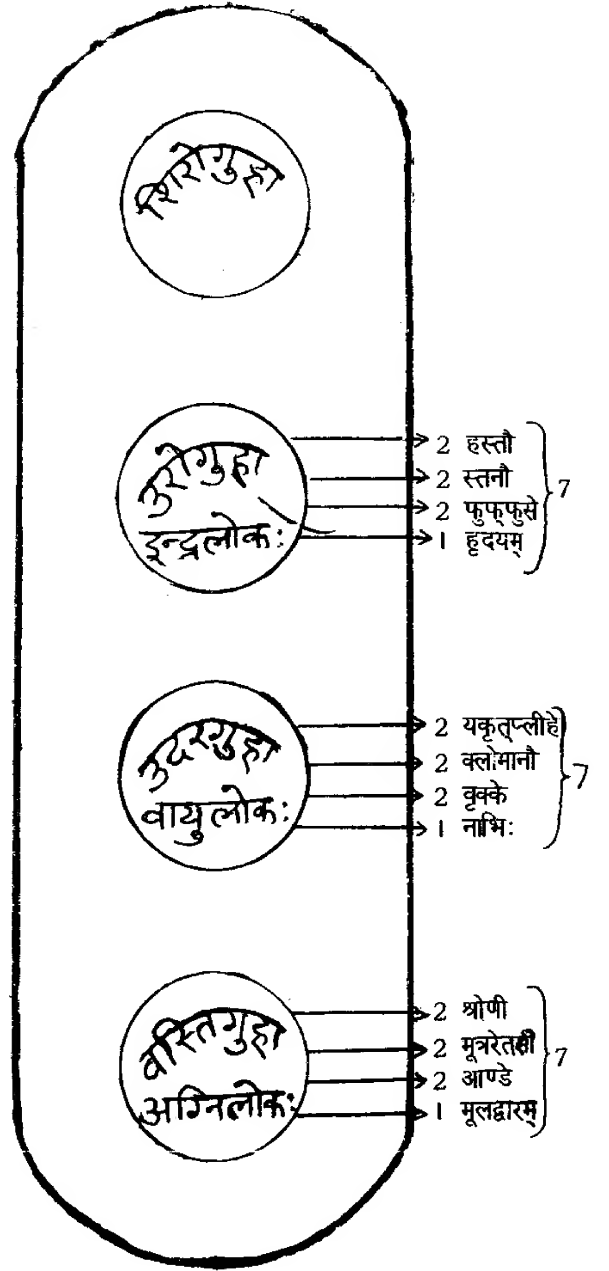 शिरोगुहा
उरोगुहा
इन्द्रलोकः
2 हस्तौ
2 स्तनौ
2 फुफ्फुसे
1 हृदयम्
7
उदरगुहा
वायुलोकः
2 यकृत्प्लीहे
2 क्लोमानौ
2 वृक्के
1 नाभिः
7
वस्तिगुहा
अग्निलोकः
2 श्रोणी
2 मूत्ररेतसी
2 आण्डे
1 मूलद्वारम्
7